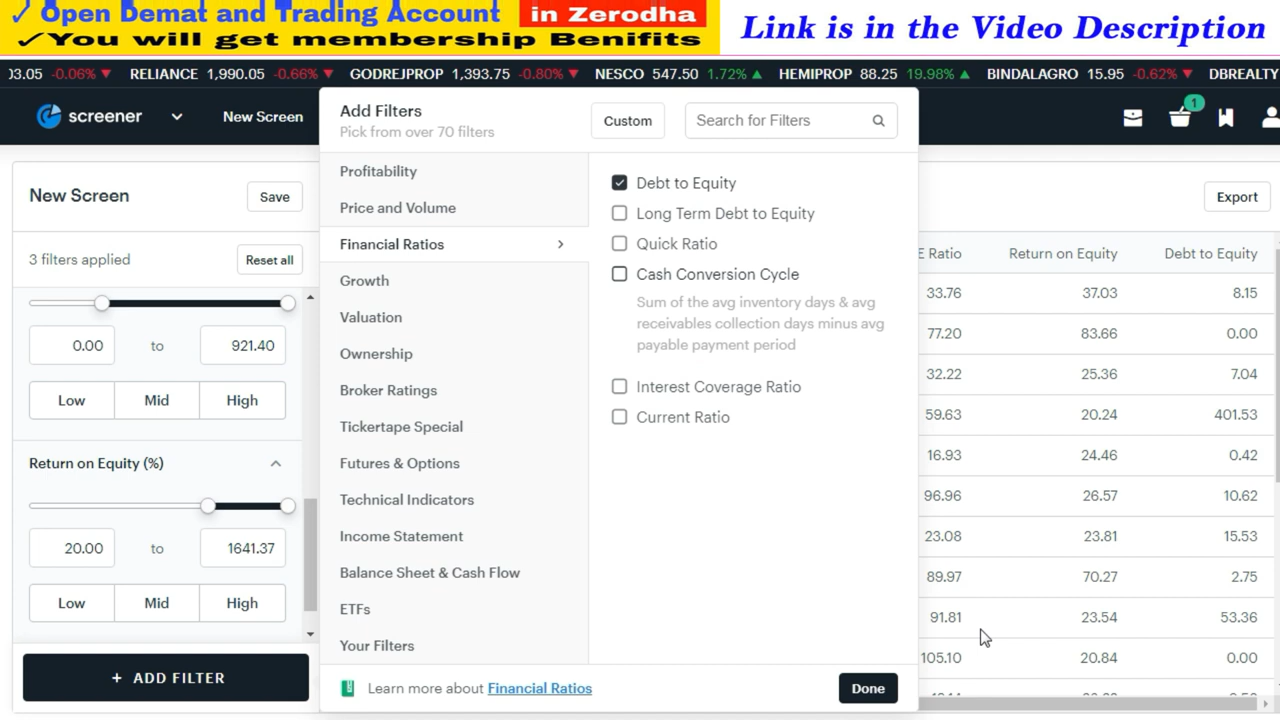 ✓ Open Demat and Trading Account in Zerodha
✓You will get membership Benifits
Link is in the Video Description
03.05 -0.06% ▼ RELIANCE 1,990.05 -0.66% ▼ GODREJPROP 1,393.75 -0.80% ▼ NESCO 547.50 1.72% ▲ HEMIPROP 88.25 19.98% ▲ BINDALAGRO 15.95 -0.62% ▼ DBREALTY
screener New Screen
1
Add Filters
Pick from over 70 filters
Custom
Search for Filters
New Screen
Save
3 filters applied
Reset all
0.00 to 921.40
Low Mid High
Return on Equity (%)
20.00 to 1641.37
Low Mid High
+ ADD FILTER
Profitability
Price and Volume
Financial Ratios
Growth
Valuation
Ownership
Broker Ratings
Tickertape Special
Futures & Options
Technical Indicators
Income Statement
Balance Sheet & Cash Flow
ETFs
Your Filters
Debt to Equity
Long Term Debt to Equity
Quick Ratio
Cash Conversion Cycle
Sum of the avg inventory days & avg
receivables collection days minus avg
payable payment period
Interest Coverage Ratio
Current Ratio
Learn more about Financial Ratios
Done
Export
E Ratio Return on Equity Debt to Equity
33.76 37.03 8.15
77.20 83.66 0.00
32.22 25.36 7.04
59.63 20.24 401.53
16.93 24.46 0.42
96.96 26.57 10.62
23.08 23.81 15.53
89.97 70.27 2.75
91.81 23.54 53.36
105.10 20.84 0.00